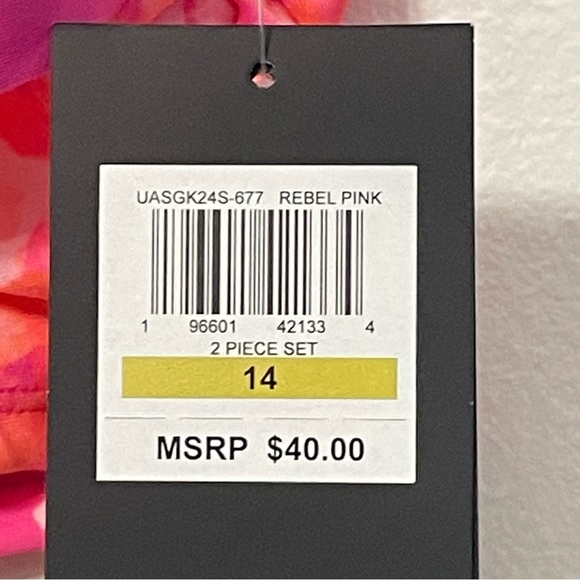 UASGK24S-677 REBEL PINK
1 96601 42133 4
2 PIECE SET
14
MSRP $40.00